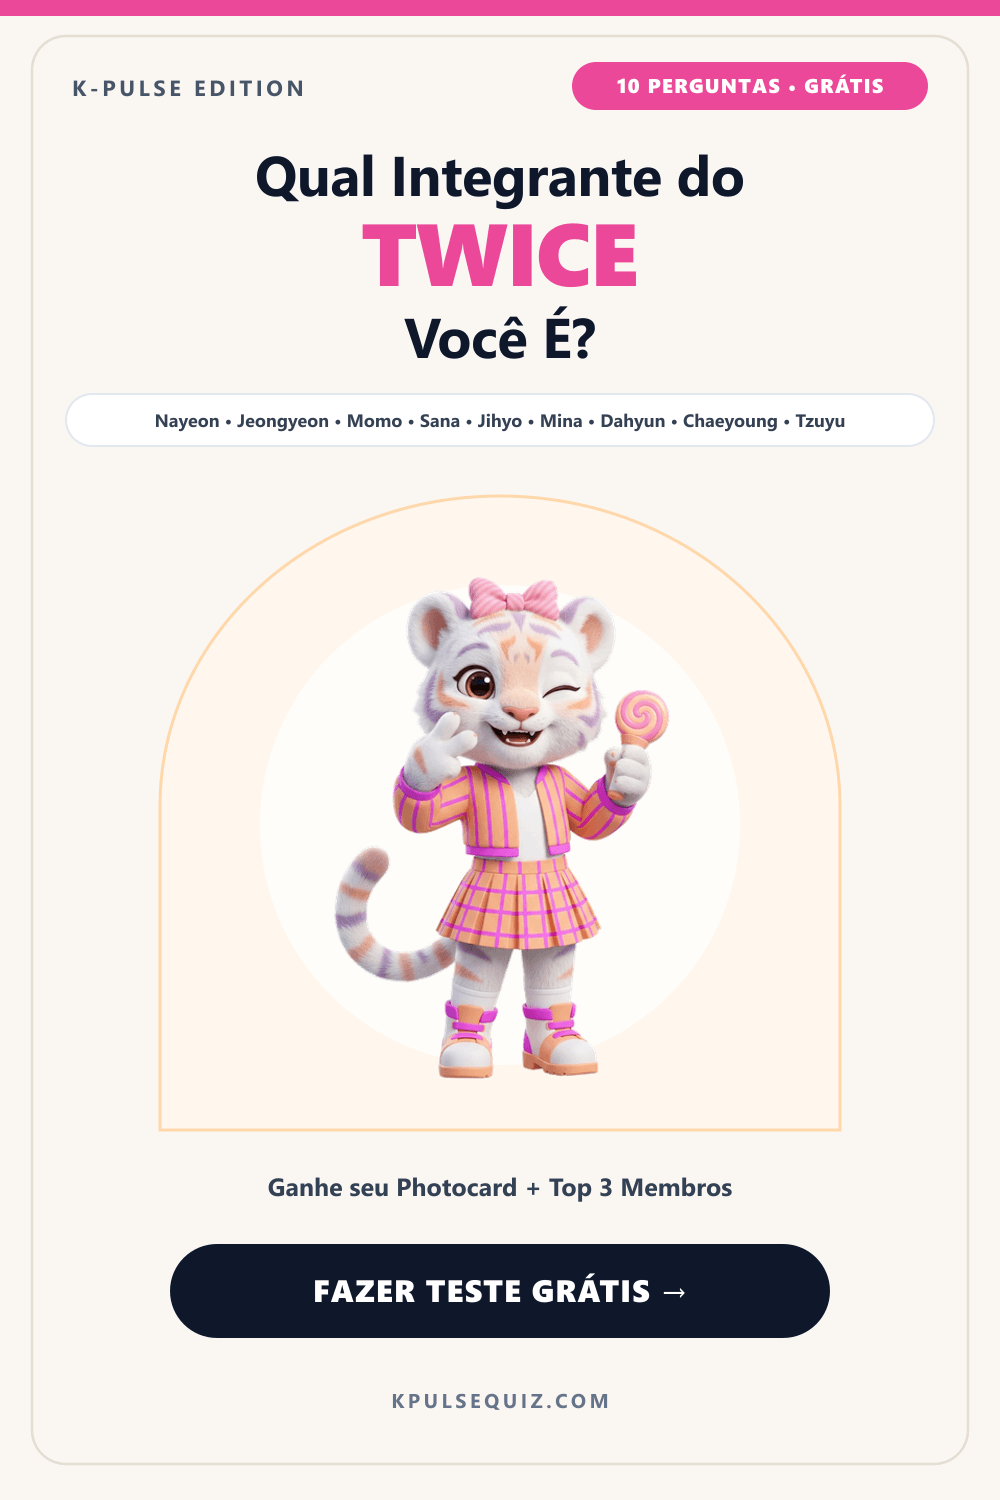 K-PULSE EDITION
10 PERGUNTAS • GRÁTIS
Qual Integrante do
TWICE
Você É?
Nayeon • Jeongyeon • Momo • Sana • Jihyo • Mina • Dahyun • Chaeyoung • Tzuyu
Ganhe seu Photocard + Top 3 Membros
FAZER TESTE GRÁTIS →
KPULSEQUIZ.COM